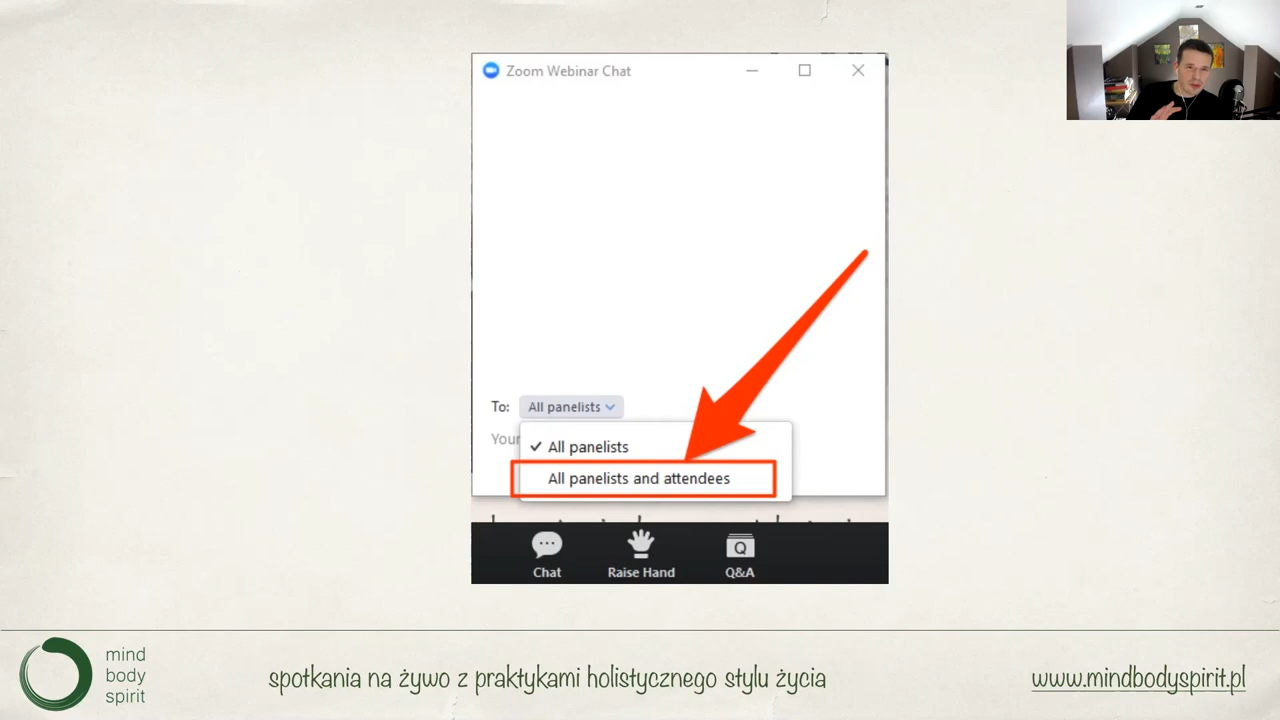 Zoom Webinar Chat
To: All panelists
Your
All panelists
All panelists and attendees
Chat
Raise Hand
Q&A
mind
body
spirit
spotkania na żywo z praktykami holistycznego stylu życia
www.mindbodyspirit.pl